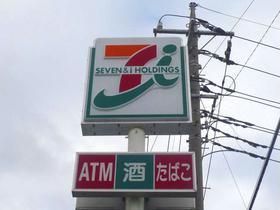 SEVEN & i HOLDINGS
ATM 酒 たばこ